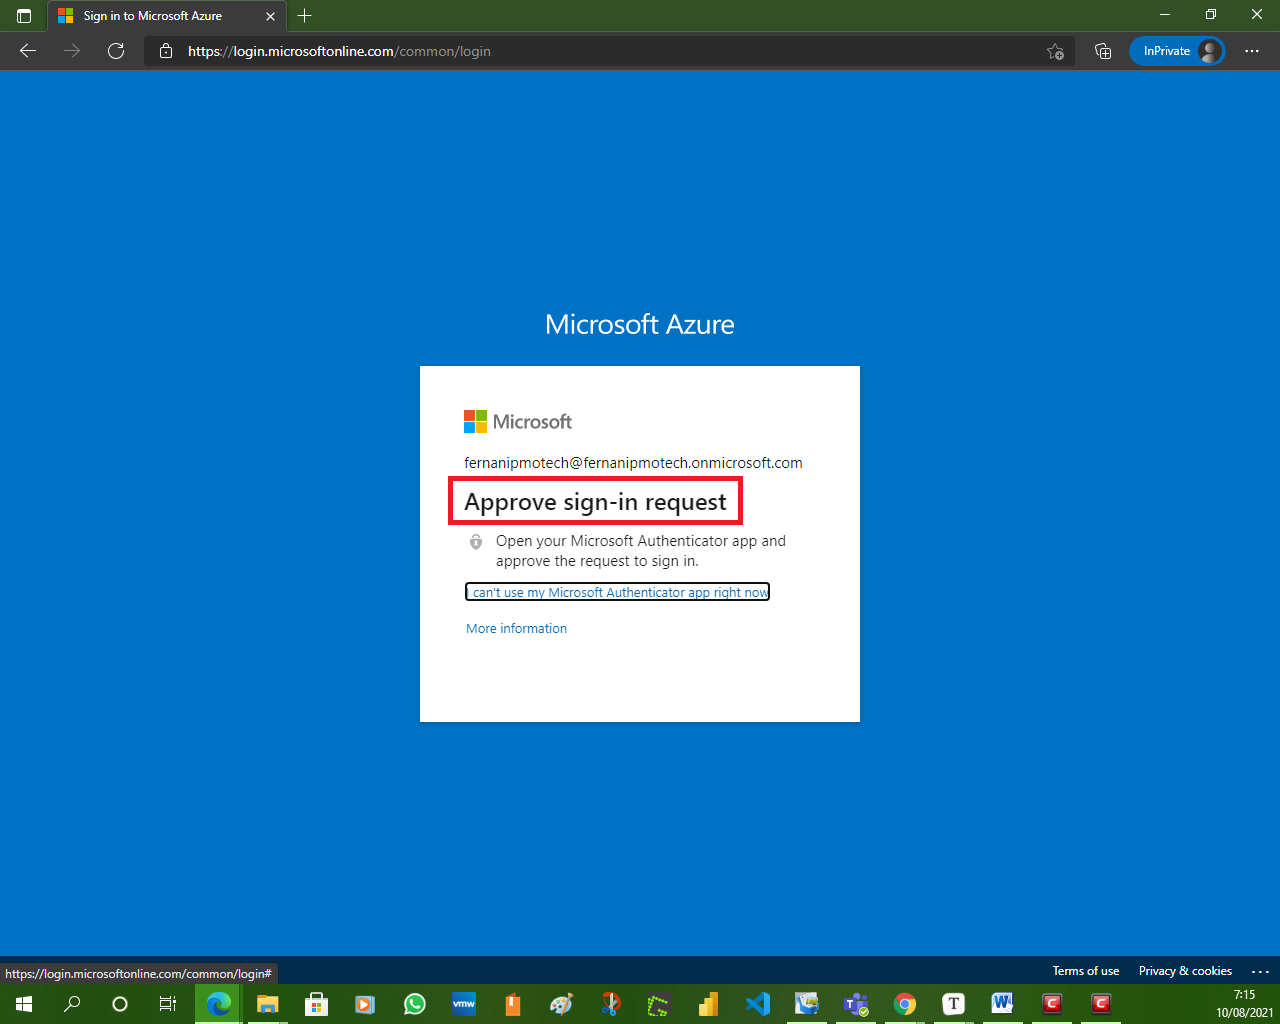 Sign in to Microsoft Azure
https://login.microsoftonline.com/common/login
InPrivate
Microsoft Azure
Microsoft
fernanipmotech@fernanipmotech.onmicrosoft.com
Approve sign-in request
Open your Microsoft Authenticator app and
approve the request to sign in.
I can't use my Microsoft Authenticator app right now
More information
https://login.microsoftonline.com/common/login#
Terms of use
Privacy & cookies
...
vmw
T
W
C
C
7:15
10/08/2021